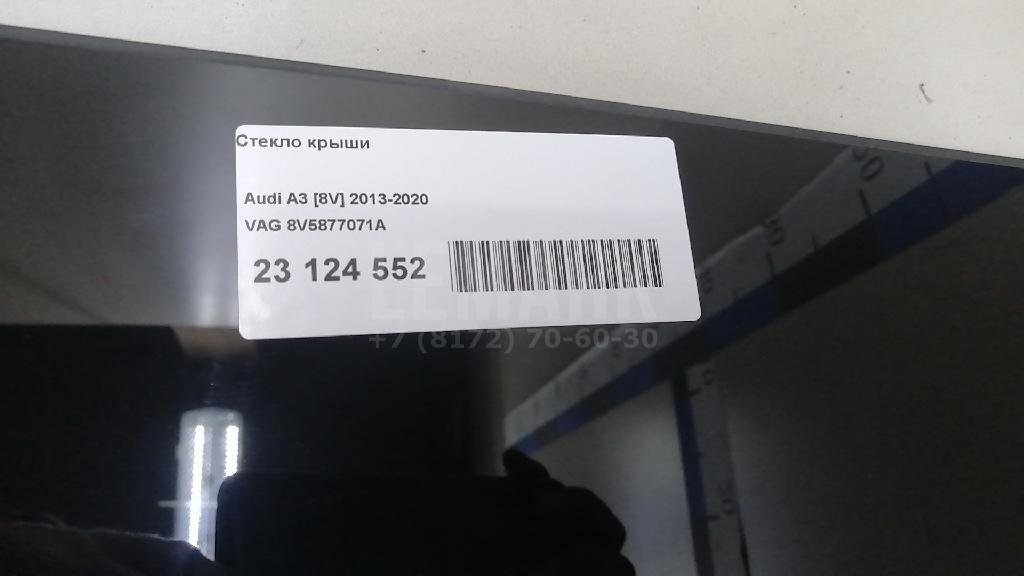 Стекло крыши
Audi A3 [8V] 2013-2020
VAG 8V5877071A
23 124 552
+7 (8172) 70-60-30